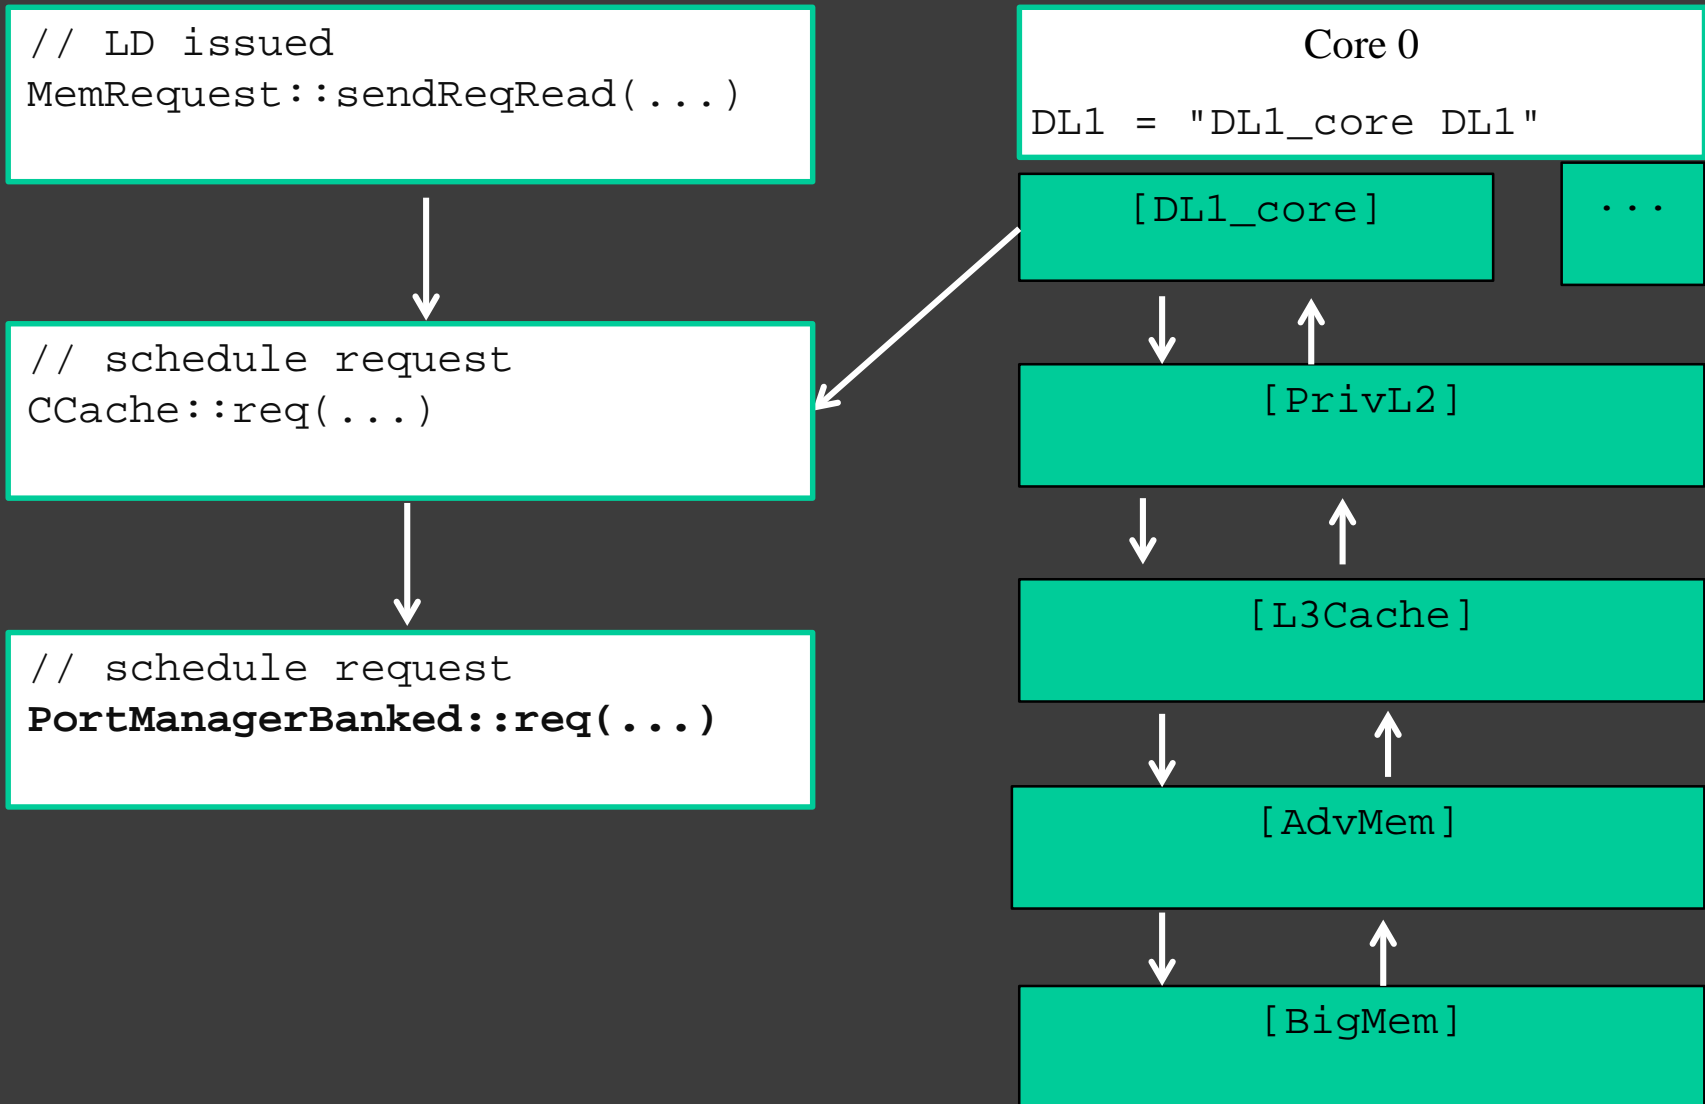 // LD issued
MemRequest::sendReqRead(...)
// schedule request
CCache::req(...)
// schedule request
PortManagerBanked::req(...)
Core 0
DL1 = "DL1_core DL1"
[DL1_core]
...
[PrivL2]
[L3Cache]
[AdvMem]
[BigMem]